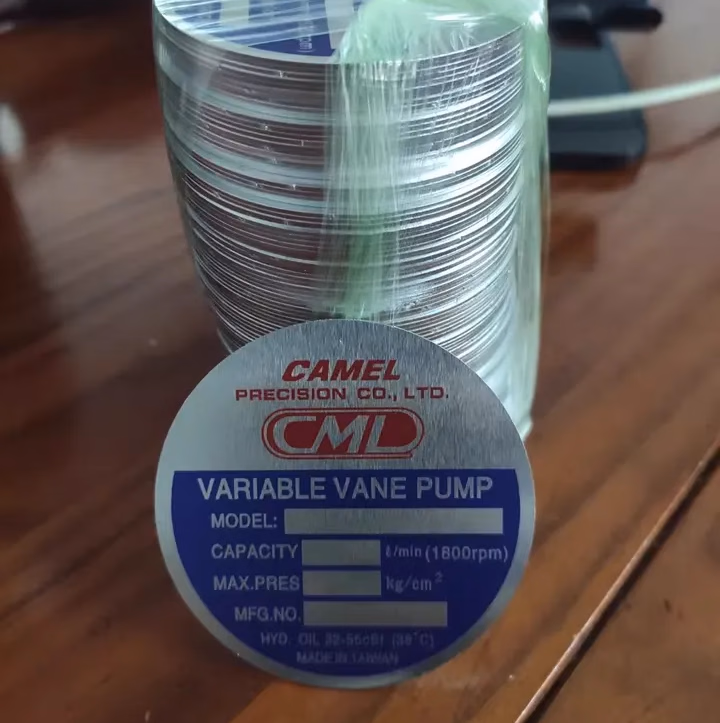 CAMEL
PRECISION CO., LTD.
CML
VARIABLE VANE PUMP
MODEL:
CAPACITY ℓ/min (1800rpm)
MAX.PRES kg/cm²
MFG.NO.
HYD. OIL 32-55cSt (38°C)
MADE IN TAIWAN